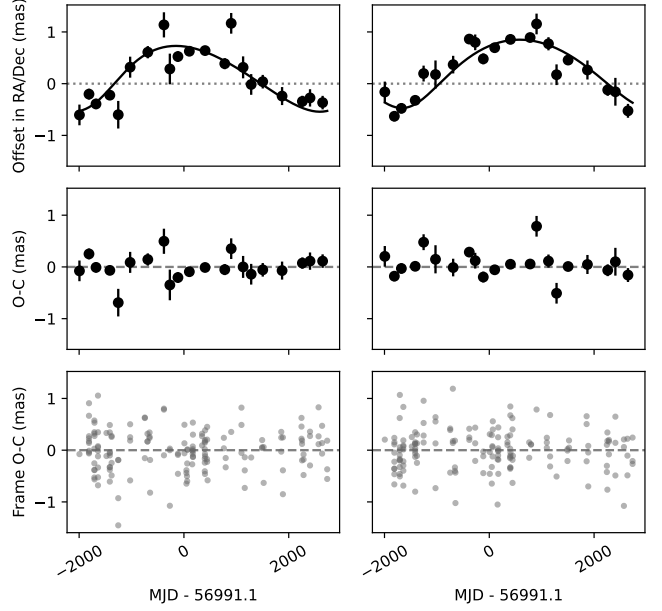 Offset in RA/Dec (mas)
1
0
−1
O-C (mas)
1
0
−1
Frame O-C (mas)
1
0
−1
−2000 0 2000 −2000 0 2000
MJD - 56991.1 MJD - 56991.1